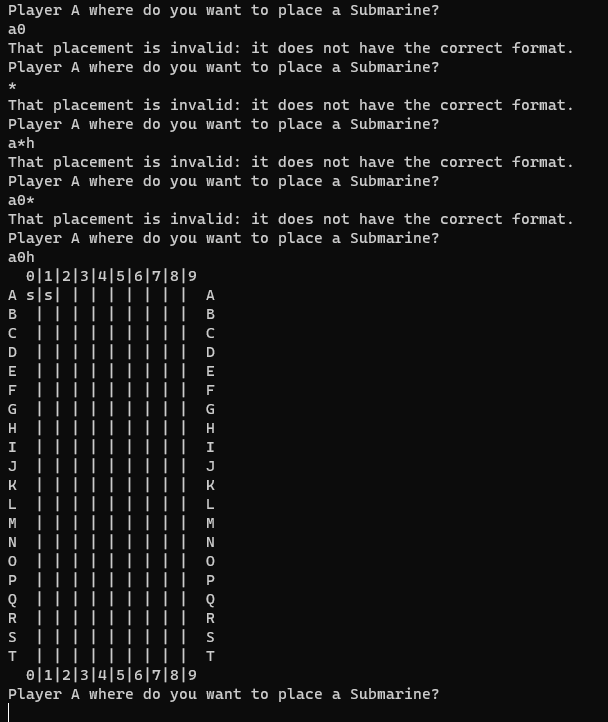 Player A where do you want to place a Submarine?
a0
That placement is invalid: it does not have the correct format.
Player A where do you want to place a Submarine?
*
That placement is invalid: it does not have the correct format.
Player A where do you want to place a Submarine?
a*h
That placement is invalid: it does not have the correct format.
Player A where do you want to place a Submarine?
a0*
That placement is invalid: it does not have the correct format.
Player A where do you want to place a Submarine?
a0h
  0|1|2|3|4|5|6|7|8|9
A s|s| | | | | | | |  A
B  | | | | | | | | |  B
C  | | | | | | | | |  C
D  | | | | | | | | |  D
E  | | | | | | | | |  E
F  | | | | | | | | |  F
G  | | | | | | | | |  G
H  | | | | | | | | |  H
I  | | | | | | | | |  I
J  | | | | | | | | |  J
K  | | | | | | | | |  K
L  | | | | | | | | |  L
M  | | | | | | | | |  M
N  | | | | | | | | |  N
O  | | | | | | | | |  O
P  | | | | | | | | |  P
Q  | | | | | | | | |  Q
R  | | | | | | | | |  R
S  | | | | | | | | |  S
T  | | | | | | | | |  T
  0|1|2|3|4|5|6|7|8|9
Player A where do you want to place a Submarine?